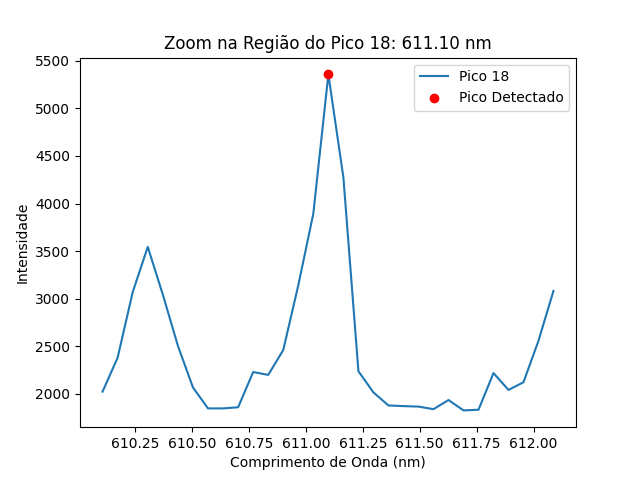 Zoom na Região do Pico 18: 611.10 nm
Pico 18
Pico Detectado
Intensidade
5500
5000
4500
4000
3500
3000
2500
2000
610.25 610.50 610.75 611.00 611.25 611.50 611.75 612.00
Comprimento de Onda (nm)